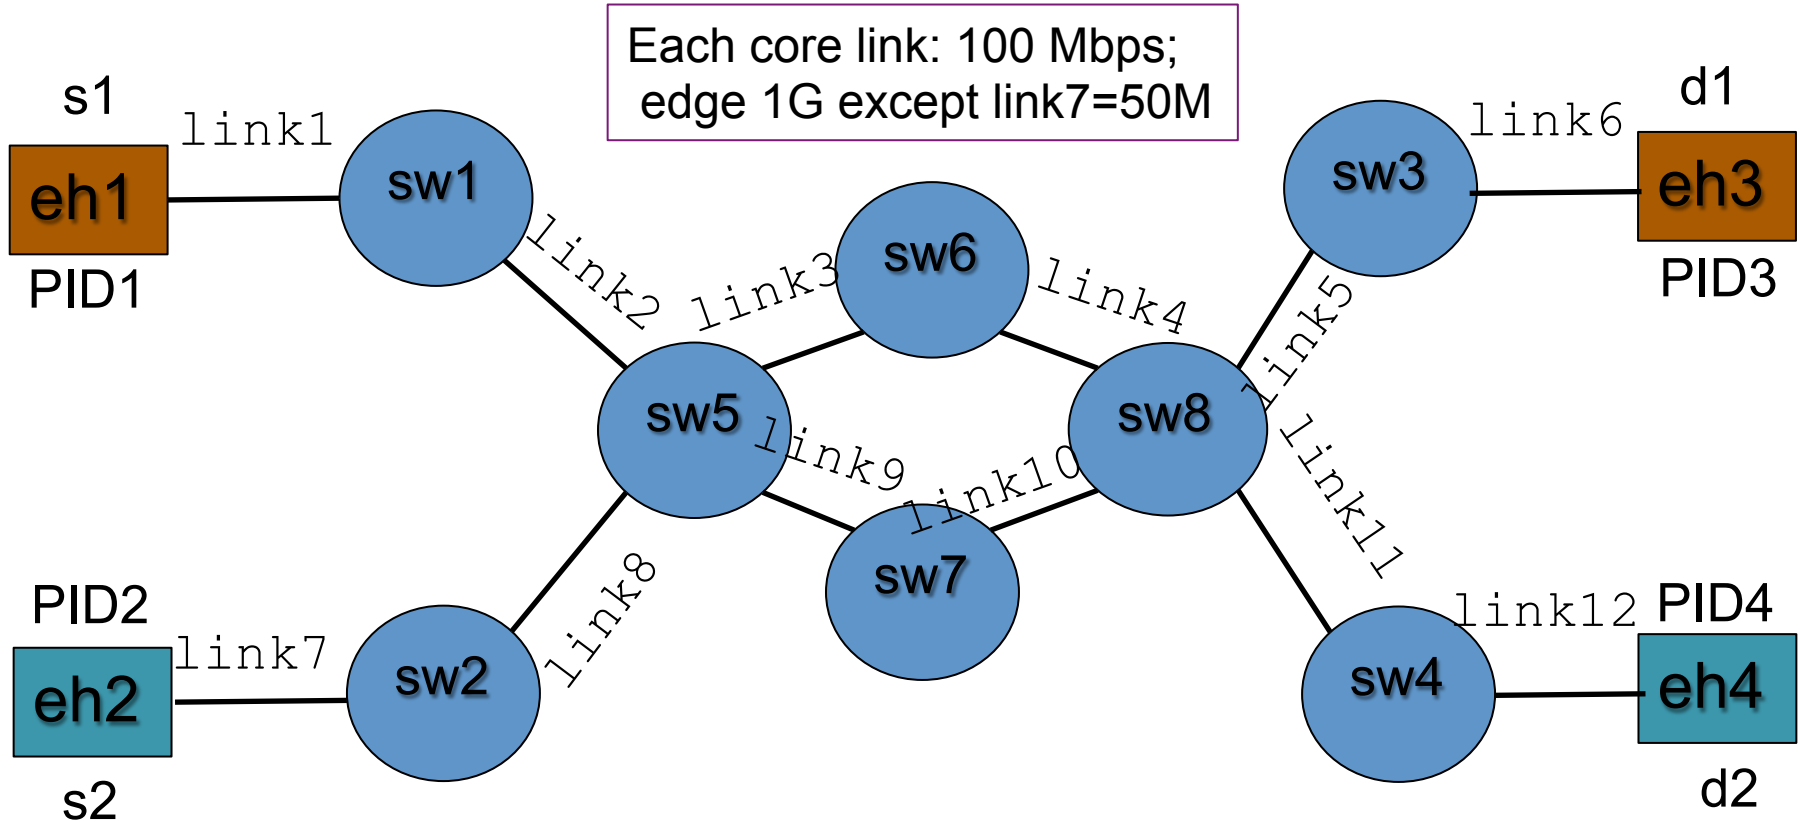 Each core link: 100 Mbps;
edge 1G except link7=50M
s1
d1
link1
link6
eh1
sw1
sw3
eh3
PID1
link2
link3
sw6
link4
link5
PID3
sw5
sw8
link9
link10
link11
sw7
link8
PID2
PID4
link7
link12
eh2
sw2
sw4
eh4
s2
d2